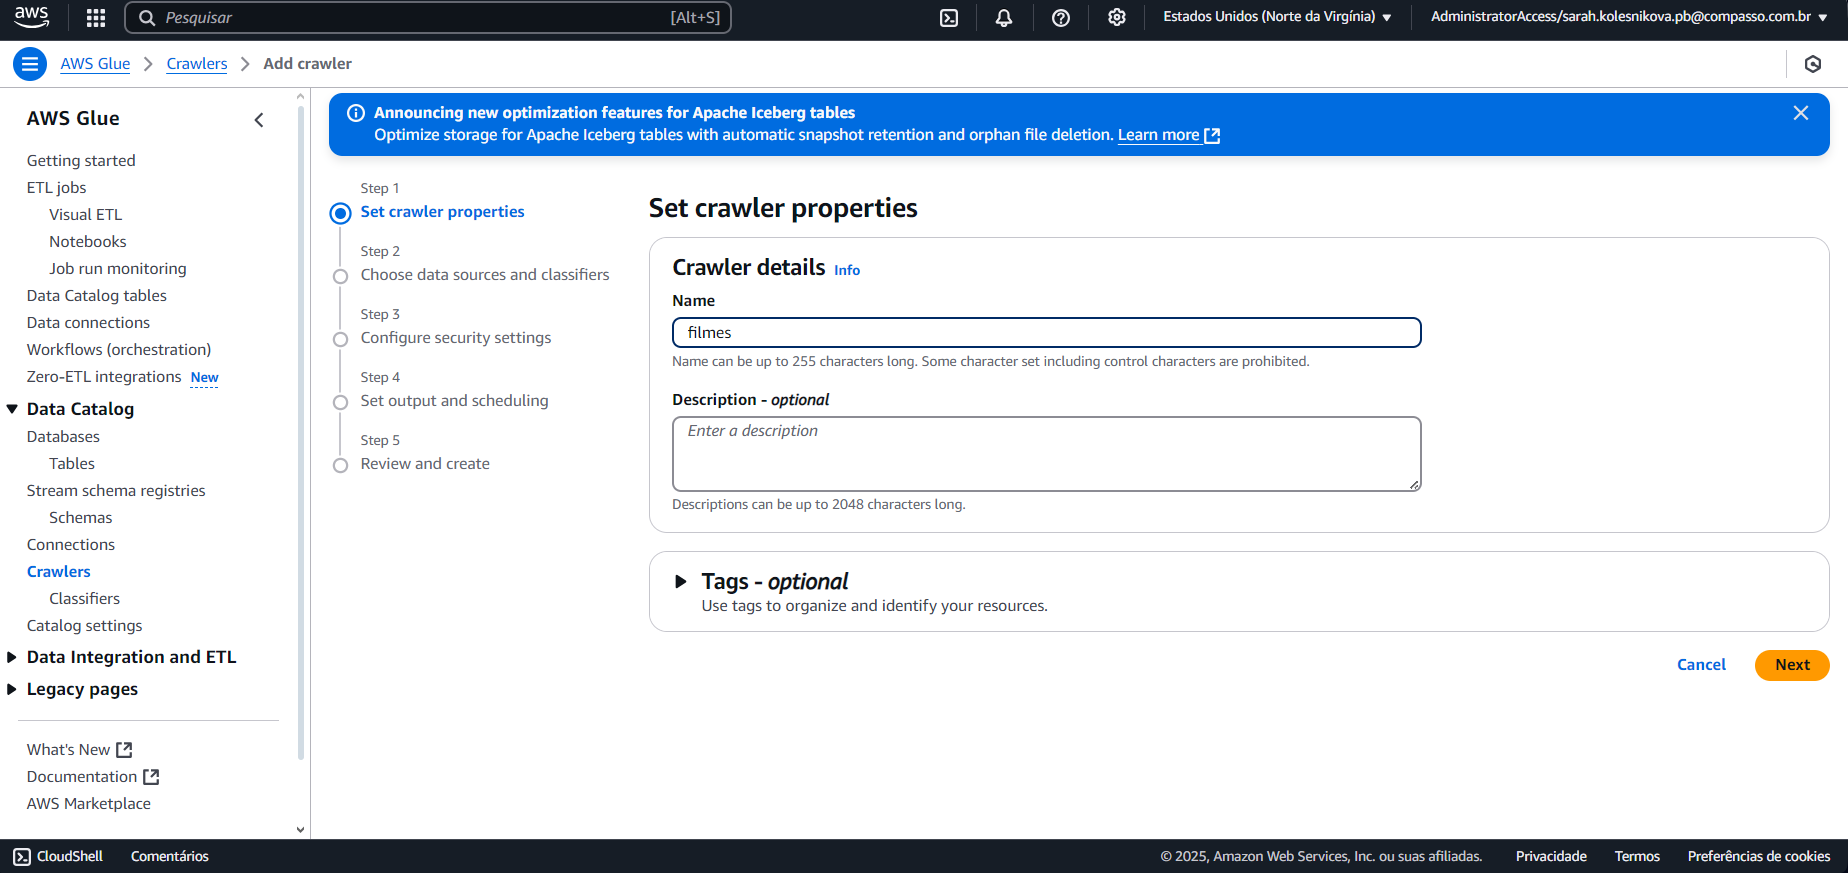 aws
Pesquisar
[Alt+S]
Estados Unidos (Norte da Virgínia)
AdministratorAccess/sarah.kolesnikova.pb@compasso.com.br
AWS Glue
Crawlers
Add crawler
AWS Glue
Getting started
ETL jobs
Visual ETL
Notebooks
Job run monitoring
Data Catalog tables
Data connections
Workflows (orchestration)
Zero-ETL integrations New
Data Catalog
Databases
Tables
Stream schema registries
Schemas
Connections
Crawlers
Classifiers
Catalog settings
Data Integration and ETL
Legacy pages
What's New
Documentation
AWS Marketplace
Announcing new optimization features for Apache Iceberg tables
Optimize storage for Apache Iceberg tables with automatic snapshot retention and orphan file deletion. Learn more
Step 1
Set crawler properties
Step 2
Choose data sources and classifiers
Step 3
Configure security settings
Step 4
Set output and scheduling
Step 5
Review and create
Set crawler properties
Crawler details Info
Name
filmes
Name can be up to 255 characters long. Some character set including control characters are prohibited.
Description - optional
Enter a description
Descriptions can be up to 2048 characters long.
Tags - optional
Use tags to organize and identify your resources.
Cancel
Next
CloudShell
Comentários
© 2025, Amazon Web Services, Inc. ou suas afiliadas.
Privacidade
Termos
Preferências de cookies